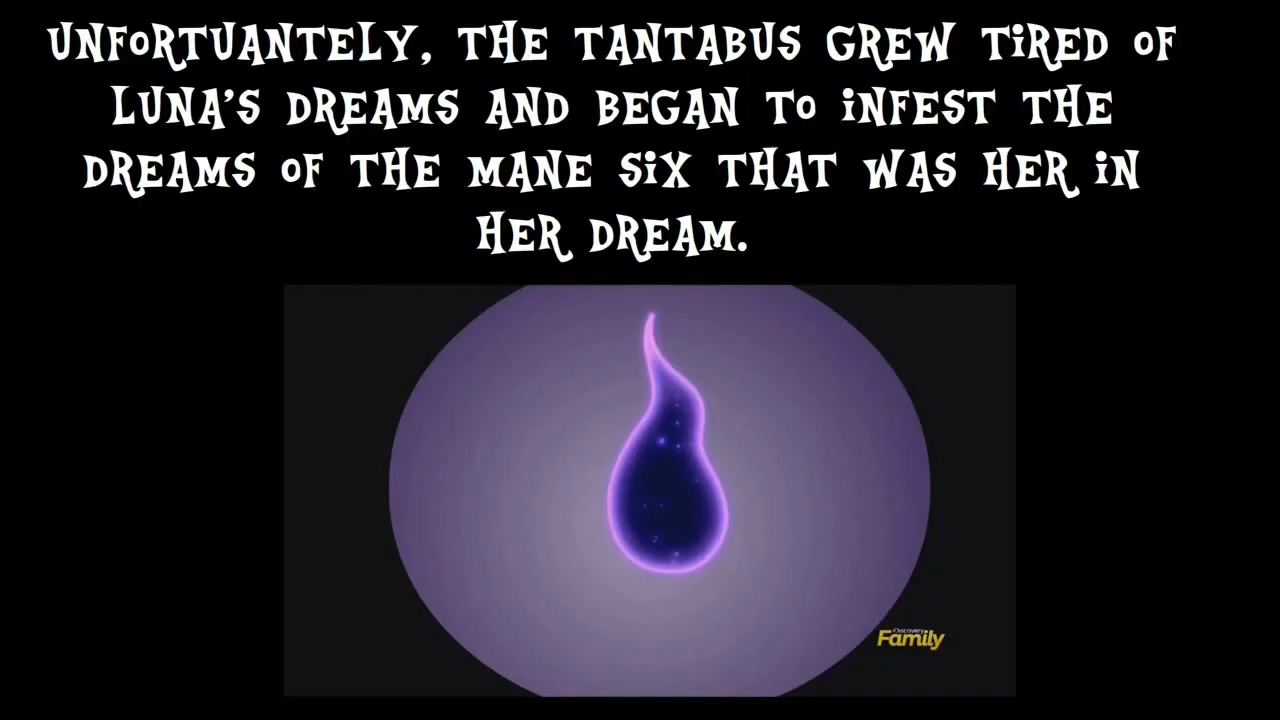 UNFORTUANTELY, THE TANTABUS GREW TiRED OF
LUNA'S DREAMS AND BEGAN TO iNFEST THE
DREAMS OF THE MANE SiX THAT WAS HER iN
HER DREAM.
Discovery
Family